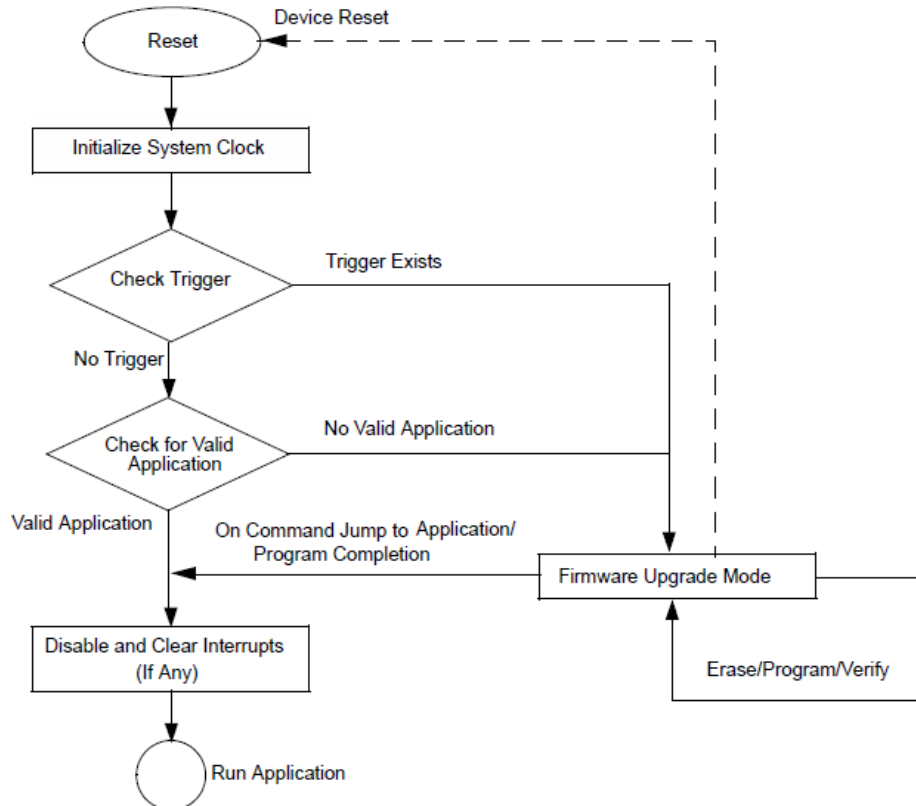 Device Reset
Reset
Initialize System Clock
Check Trigger
Trigger Exists
No Trigger
Check for Valid
Application
No Valid Application
Valid Application
On Command Jump to Application/
Program Completion
Firmware Upgrade Mode
Disable and Clear Interrupts
(If Any)
Erase/Program/Verify
Run Application